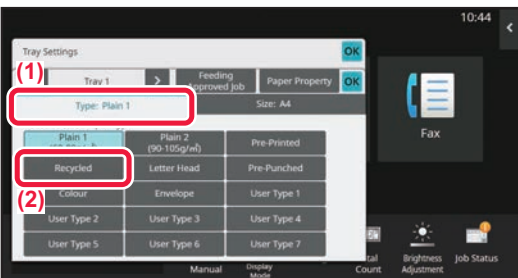 10:44
Tray Settings
OK
(1)
Tray 1
>
Feeding
Approved Job
Paper Property
OK
Type: Plain 1
Size: A4
Plain 1
Plain 2
(90-105g/㎡)
Pre-Printed
Recycled
Letter Head
Pre-Punched
(2)
Colour
Envelope
User Type 1
User Type 2
User Type 3
User Type 4
User Type 5
User Type 6
User Type 7
Fax
Manual
Display
Mode
Count
Brightness
Adjustment
Job Status